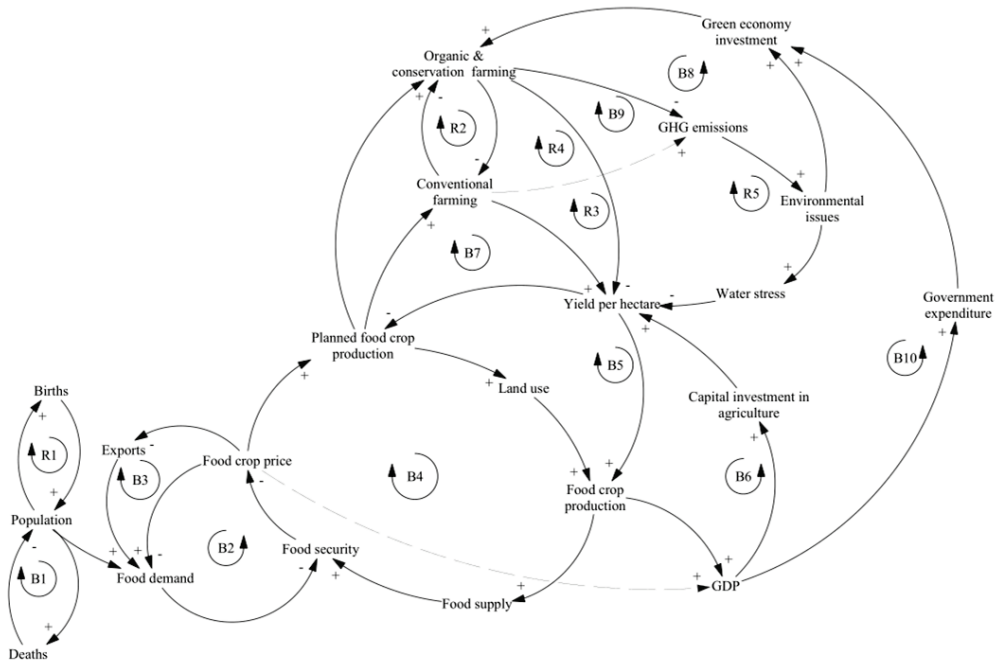 Green economy
investment
+
Organic &
conservation farming
+
+
B8
+
-
B9
-
R2
GHG emissions
+
R4
-
+
Conventional
farming
R5
Environmental
issues
R3
+
B7
+
Water stress
+
-
-
Yield per hectare
Government
expenditure
-
+
+
Planned food crop
production
B5
B10
+
+
Land use
Births
Capital investment in
agriculture
+
+
Exports
-
R1
Food crop price
B3
B4
+
+
B6
-
+
Food crop
production
Population
-
B2
Food security
+
+
-
+
B1
Food demand
-
+
+
+
GDP
+
Food supply
Deaths